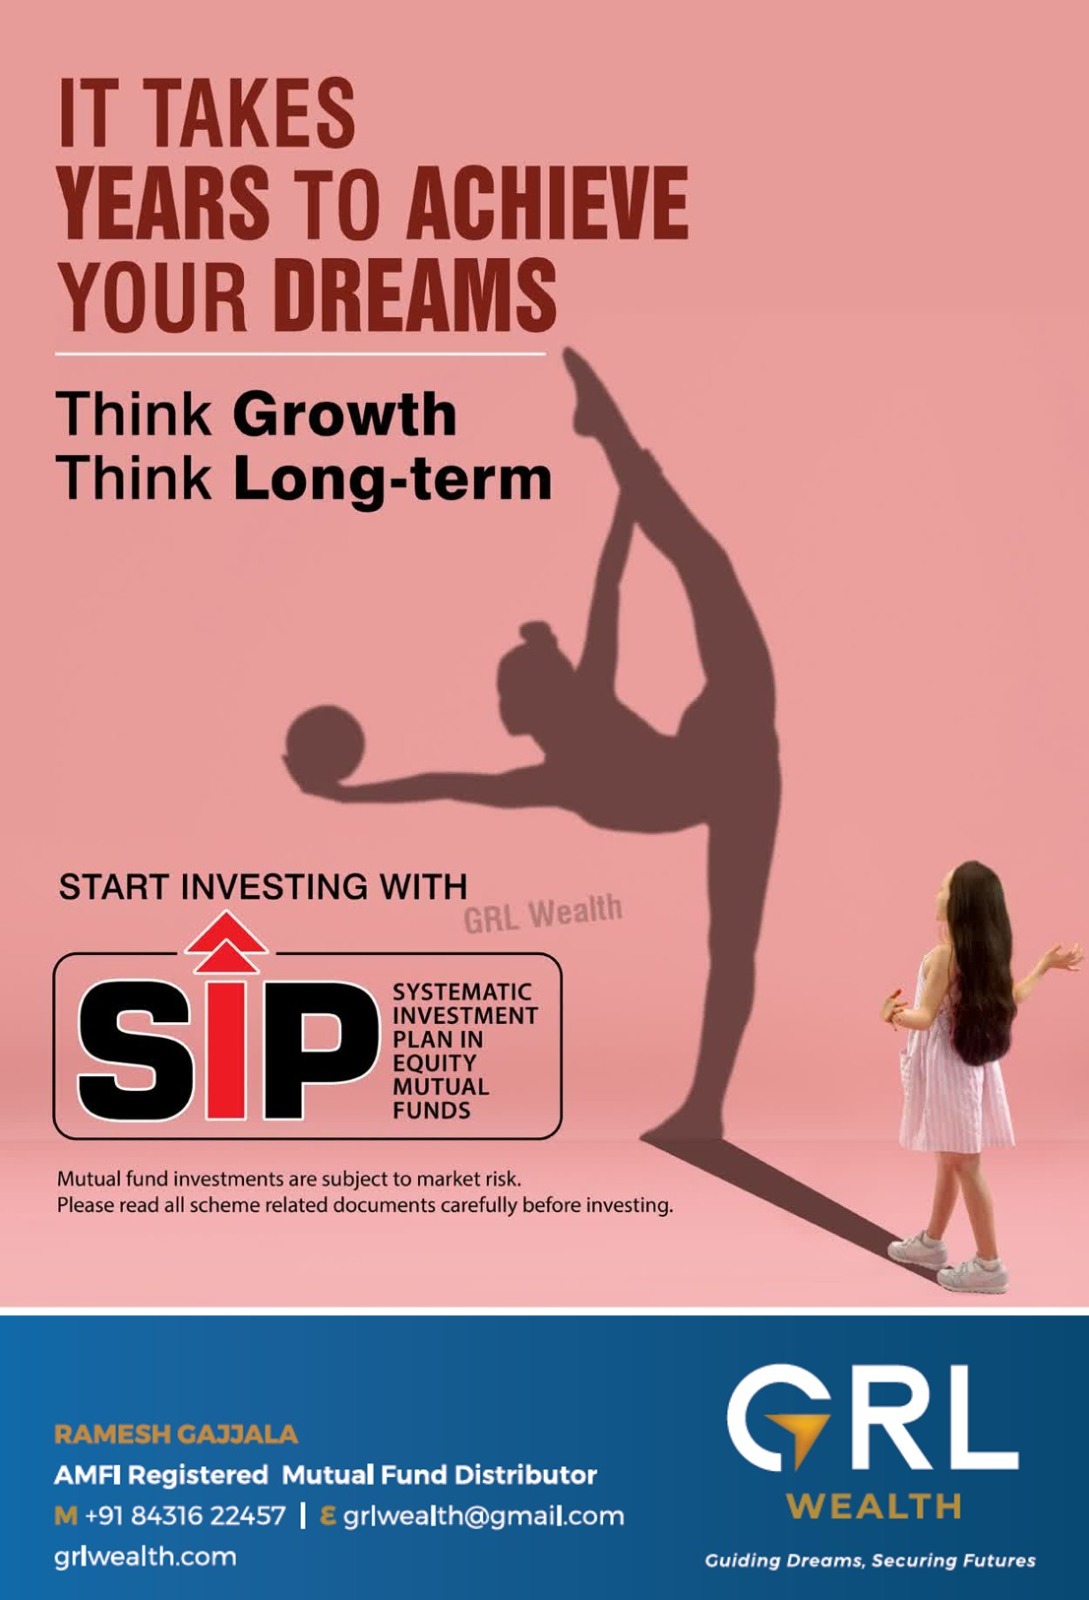 IT TAKES
YEARS TO ACHIEVE
YOUR DREAMS
Think Growth
Think Long-term
START INVESTING WITH
GRL Wealth
SIP
SYSTEMATIC
INVESTMENT
PLAN IN
EQUITY
MUTUAL
FUNDS
Mutual fund investments are subject to market risk.
Please read all scheme related documents carefully before investing.
RAMESH GAJJALA
AMFI Registered Mutual Fund Distributor
M +91 84316 22457 | E grlwealth@gmail.com
grlwealth.com
GRL
WEALTH
Guiding Dreams, Securing Futures